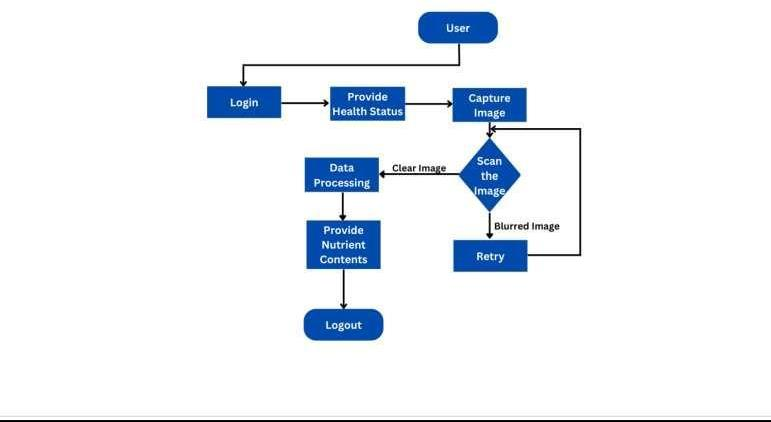 User
Login
Provide
Health Status
Capture
Image
Scan
the
Image
Clear Image
Data
Processing
Blurred Image
Retry
Provide
Nutrient
Contents
Logout